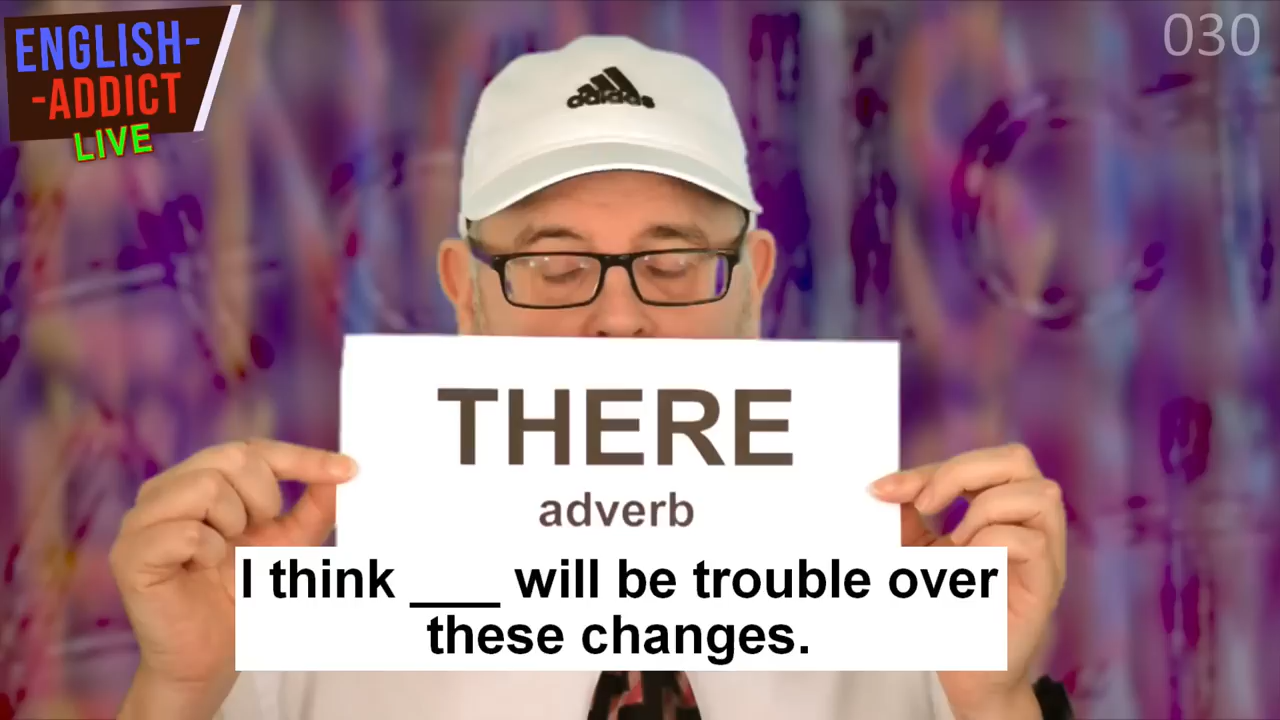 ENGLISH-
-ADDICT
LIVE
030
adidas
THERE
adverb
I think ___ will be trouble over
these changes.